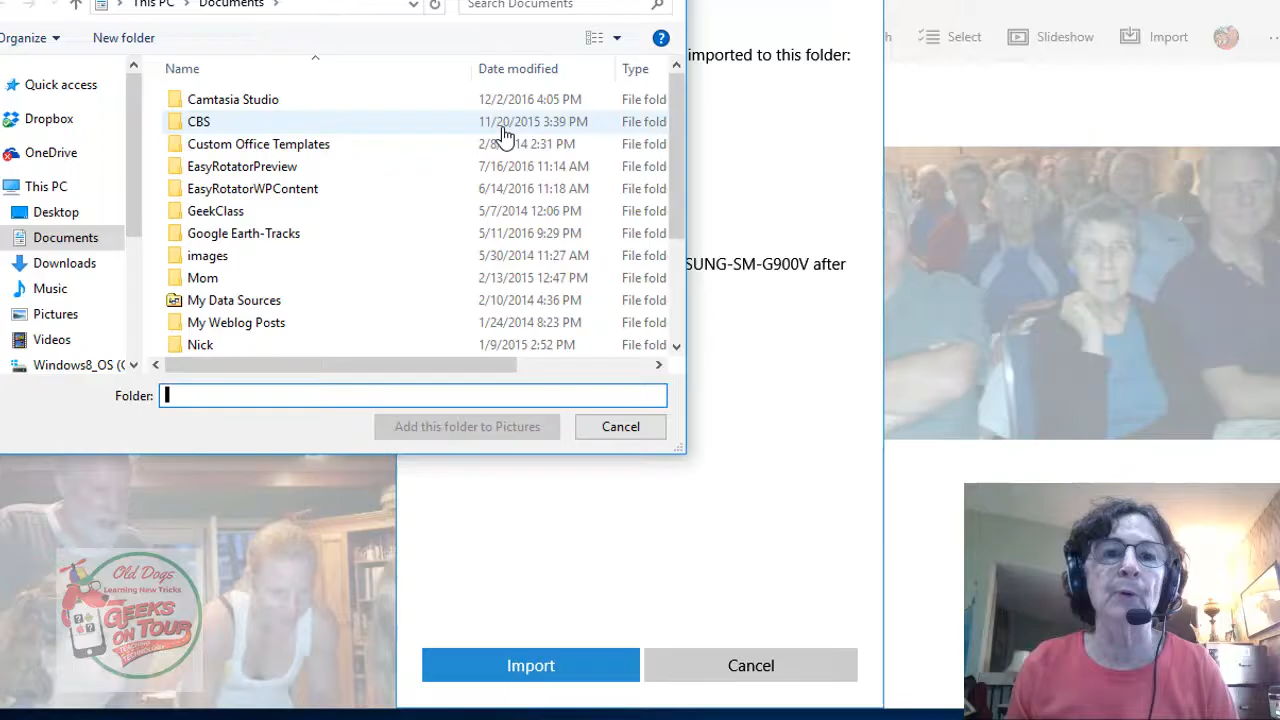 This PC > Documents >
Search Documents
Organize
New folder
?
Select
Slideshow
Import
imported to this folder:
Name
Date modified
Type
Quick access
Dropbox
OneDrive
This PC
Desktop
Documents
Downloads
Music
Pictures
Videos
Windows8_OS (C
Camtasia Studio 12/2/2016 4:05 PM File fold
CBS 11/20/2015 3:39 PM File fold
Custom Office Templates 2/8/2014 2:31 PM File fold
EasyRotatorPreview 7/16/2016 11:14 AM File fold
EasyRotatorWPContent 6/14/2016 11:18 AM File fold
GeekClass 5/7/2014 12:06 PM File fold
Google Earth-Tracks 5/11/2016 9:29 PM File fold
images 5/30/2014 11:27 AM File fold
Mom 2/13/2015 12:47 PM File fold
My Data Sources 2/10/2014 4:36 PM File fold
My Weblog Posts 1/24/2014 8:23 PM File fold
Nick 1/9/2015 2:52 PM File fold
SUNG-SM-G900V after
Folder:
Add this folder to Pictures
Cancel
Old Dogs
Learning New Tricks
GEEKS
ON TOUR
TEACHING
TECHNOLOGY
Import
Cancel